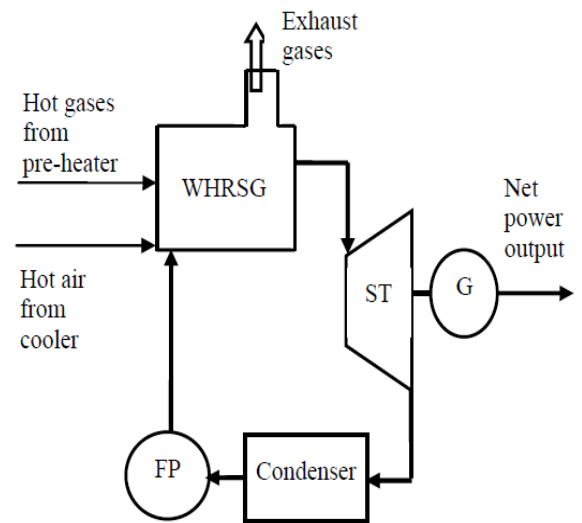 Exhaust
gases
Hot gases
from
pre-heater
WHRSG
Net
power
output
ST
G
Hot air
from
cooler
FP
Condenser